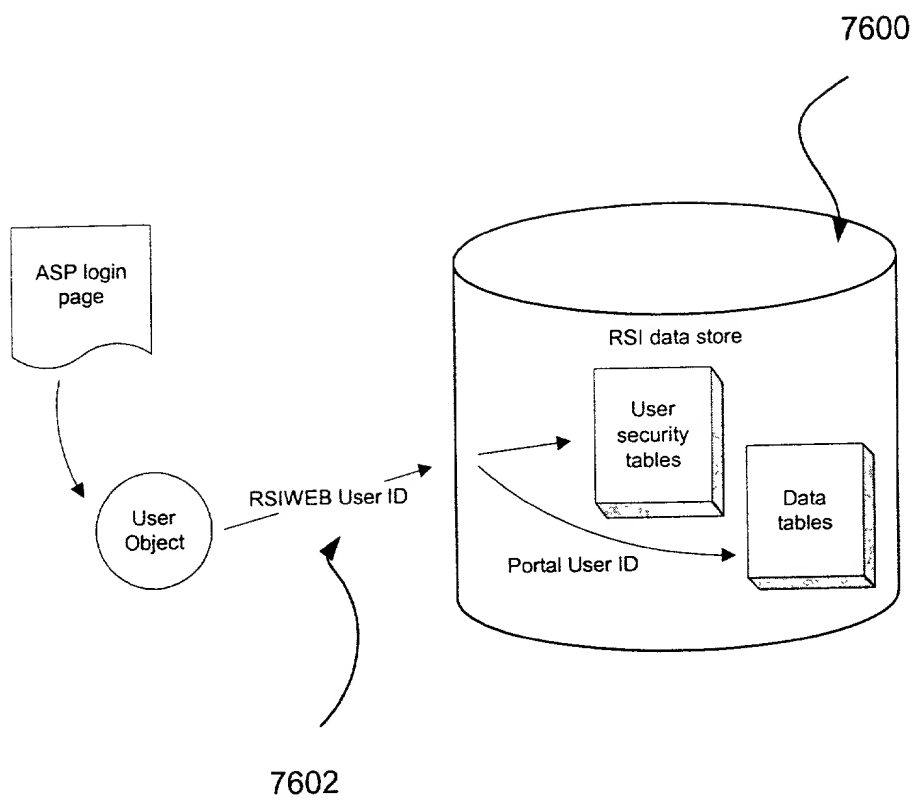 7600
ASP login
page
RSI data store
User
security
tables
Data
tables
RSIWEB User ID
User
Object
Portal User ID
7602